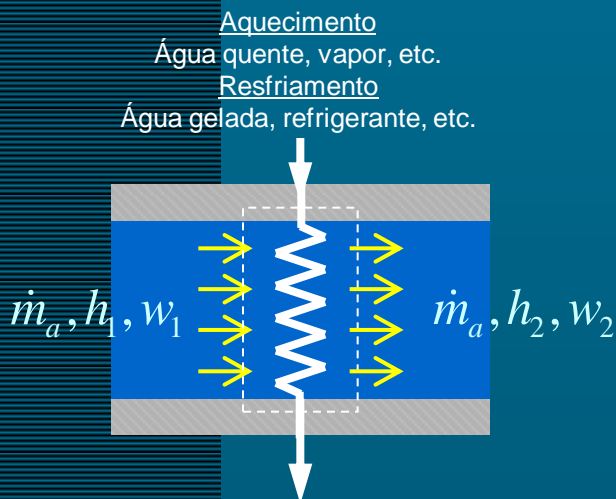 Aquecimento
Água quente, vapor, etc.
Resfriamento
Água gelada, refrigerante, etc.
ṁₐ, h₁, w₁
ṁₐ, h₂, w₂